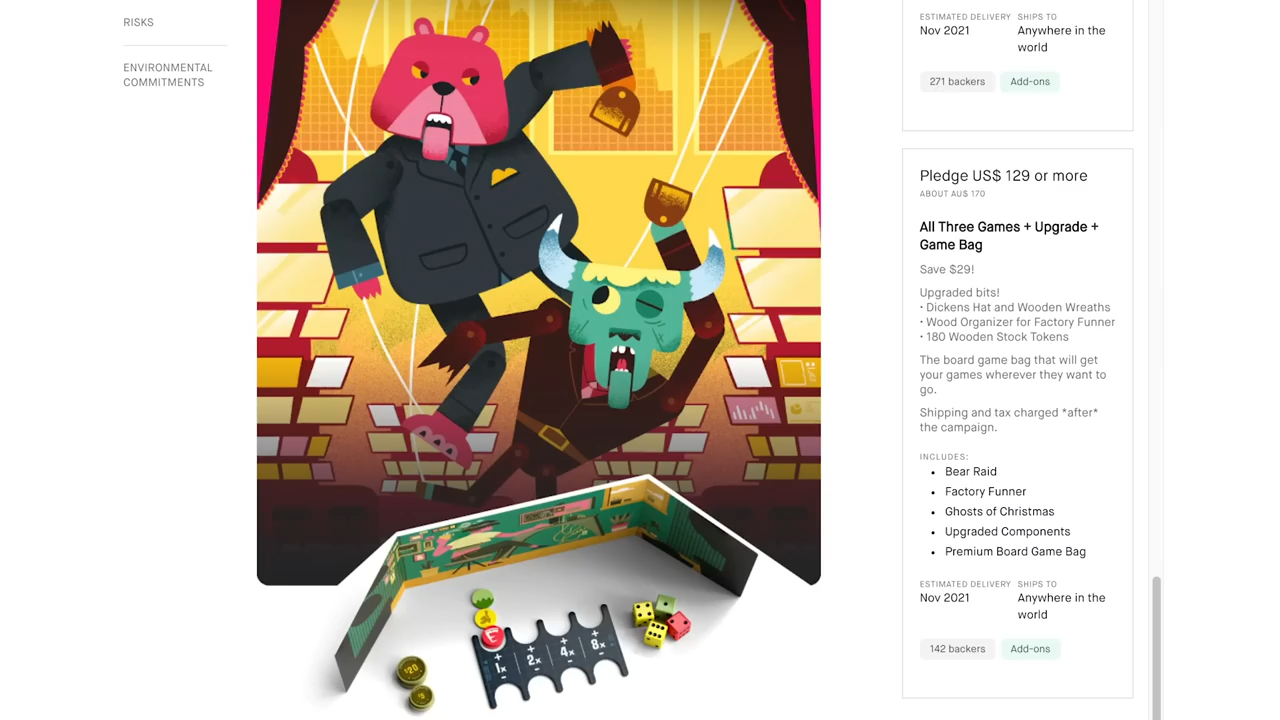 RISKS
ENVIRONMENTAL
COMMITMENTS
ESTIMATED DELIVERY
Nov 2021
SHIPS TO
Anywhere in the
world
271 backers
Add-ons
Pledge US$ 129 or more
ABOUT AU$ 170
All Three Games + Upgrade +
Game Bag
Save $29!
Upgraded bits!
• Dickens Hat and Wooden Wreaths
• Wood Organizer for Factory Funner
• 180 Wooden Stock Tokens
The board game bag that will get
your games wherever they want to
go.
Shipping and tax charged *after*
the campaign.
INCLUDES:
• Bear Raid
• Factory Funner
• Ghosts of Christmas
• Upgraded Components
• Premium Board Game Bag
ESTIMATED DELIVERY
Nov 2021
SHIPS TO
Anywhere in the
world
142 backers
Add-ons
$20
$3
+ + + +
1x 2x 4x 8x
- - - -